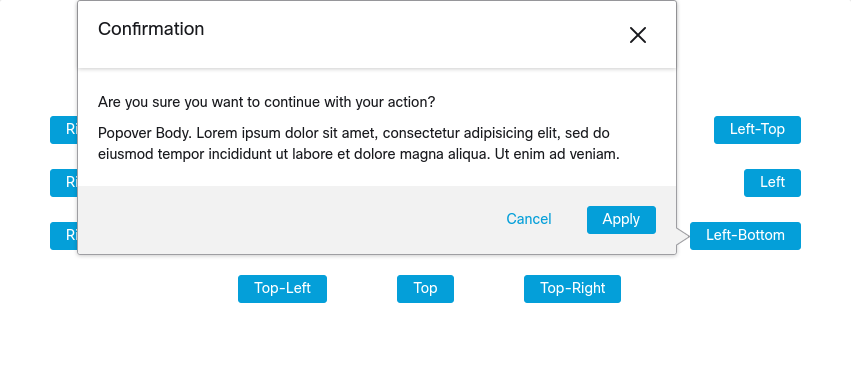 Confirmation
Are you sure you want to continue with your action?
Popover Body. Lorem ipsum dolor sit amet, consectetur adipisicing elit, sed do
eiusmod tempor incididunt ut labore et dolore magna aliqua. Ut enim ad veniam.
Cancel
Apply
Ri
Left-Top
Ri
Left
Ri
Left-Bottom
Top-Left
Top
Top-Right